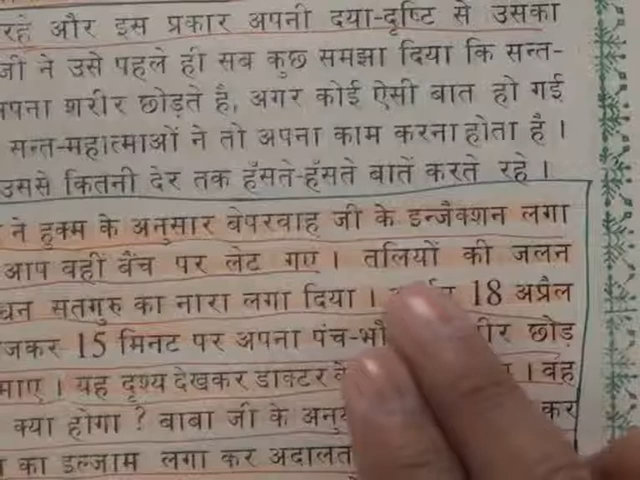 रहे और इस प्रकार अपनी दया-दृष्टि से उसका
जी ने उसे पहले ही सब कुछ समझा दिया कि सन्त-
अपना शरीर छोड़ते है, अगर कोई ऐसी बात हो गई
सन्त-महात्माओं ने तो अपना काम करना होता है ।
उससे कितनी देर तक हँसते-हँसते बातें करते रहे ।
ने हुक्म के अनुसार बेपरवाह जी के इन्जैक्शन लगा
आप वहीं बैंच पर लेट गए । तलियों की जलन
धन सतगुरु का नारा लगा दिया । 18 अप्रैल
जकर 15 मिनट पर अपना पंच-भौ छोड़
माए । यह दृश्य देखकर डाक्टर । वह
क्या होगा ? बाबा जी के कर
का इल्जाम लगा कर अदालत